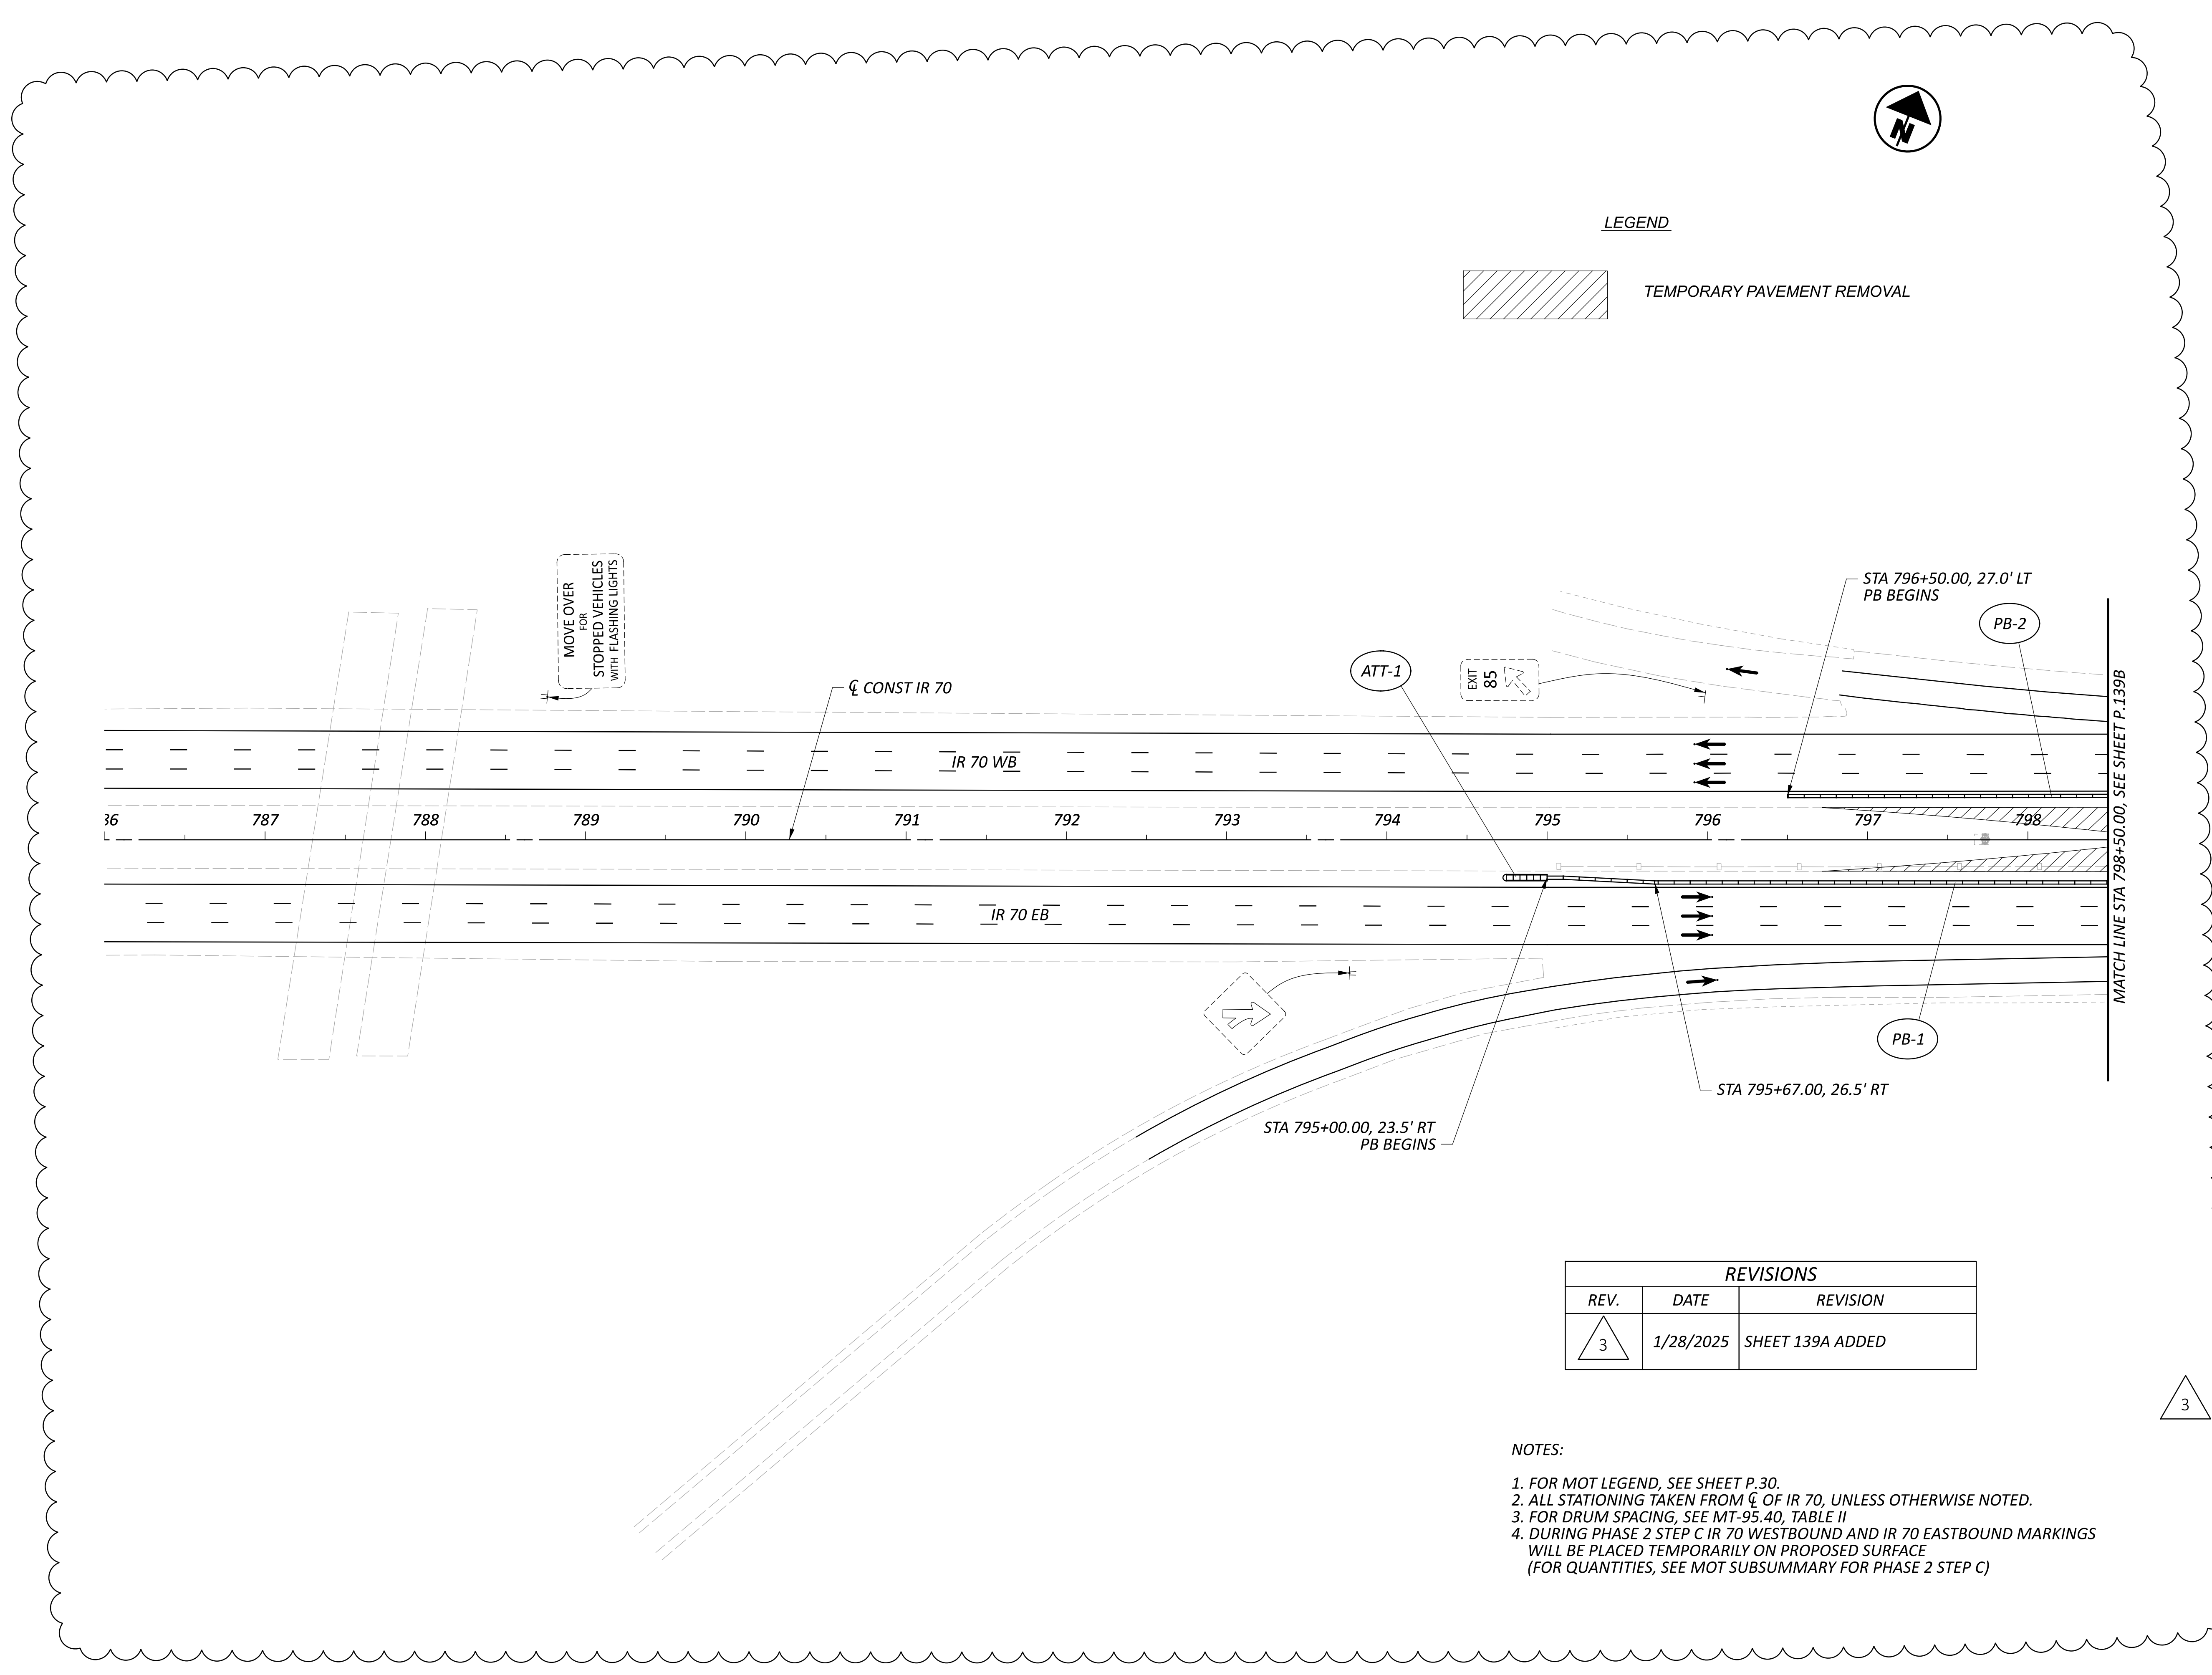 N
LEGEND
TEMPORARY PAVEMENT REMOVAL
MOVE OVER
FOR
STOPPED VEHICLES
WITH FLASHING LIGHTS
℄ CONST IR 70
ATT-1
EXIT
85
STA 796+50.00, 27.0' LT
PB BEGINS
PB-2
MATCH LINE STA 798+50.00, SEE SHEET P.139B
IR 70 WB
787
788
789
790
791
792
793
794
795
796
797
798
IR 70 EB
PB-1
STA 795+67.00, 26.5' RT
STA 795+00.00, 23.5' RT
PB BEGINS
REVISIONS
REV. DATE REVISION
3 1/28/2025 SHEET 139A ADDED
3
NOTES:
1. FOR MOT LEGEND, SEE SHEET P.30.
2. ALL STATIONING TAKEN FROM ℄ OF IR 70, UNLESS OTHERWISE NOTED.
3. FOR DRUM SPACING, SEE MT-95.40, TABLE II
4. DURING PHASE 2 STEP C IR 70 WESTBOUND AND IR 70 EASTBOUND MARKINGS
WILL BE PLACED TEMPORARILY ON PROPOSED SURFACE
(FOR QUANTITIES, SEE MOT SUBSUMMARY FOR PHASE 2 STEP C)